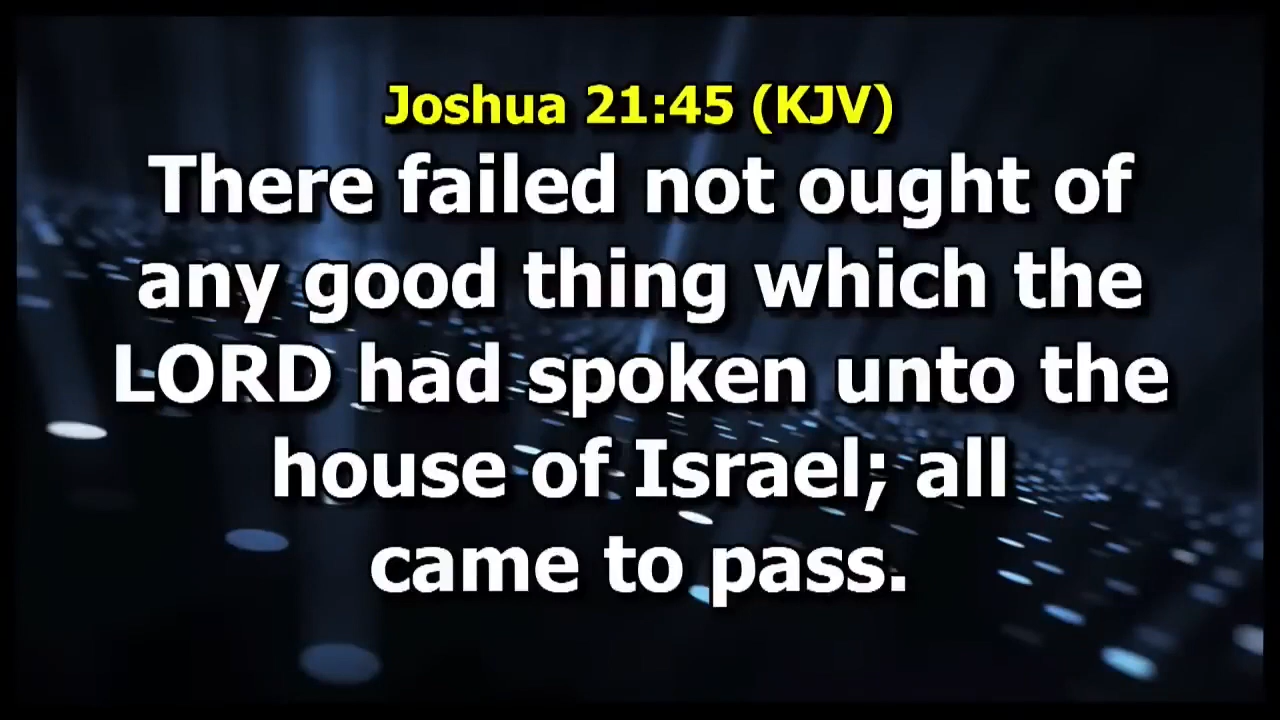 Joshua 21:45 (KJV)
There failed not ought of
any good thing which the
LORD had spoken unto the
house of Israel; all
came to pass.